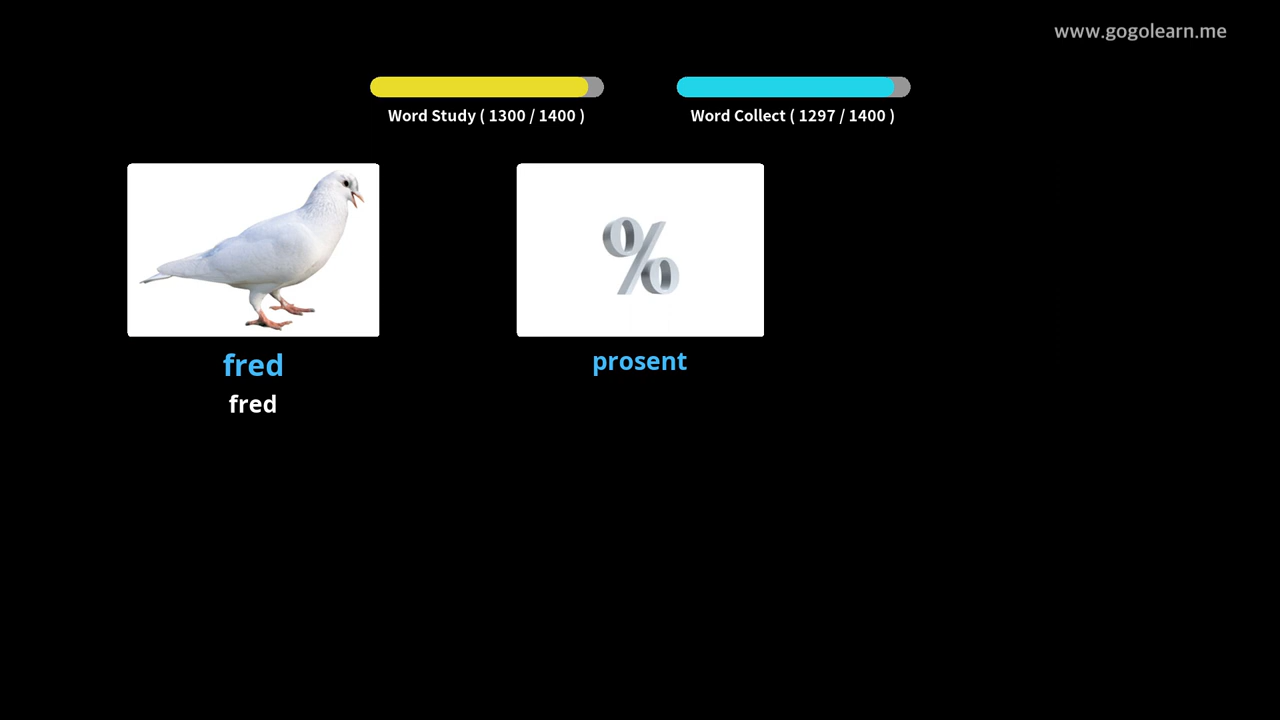 www.gogolearn.me
Word Study ( 1300 / 1400 )
Word Collect ( 1297 / 1400 )
%
fred
prosent
fred